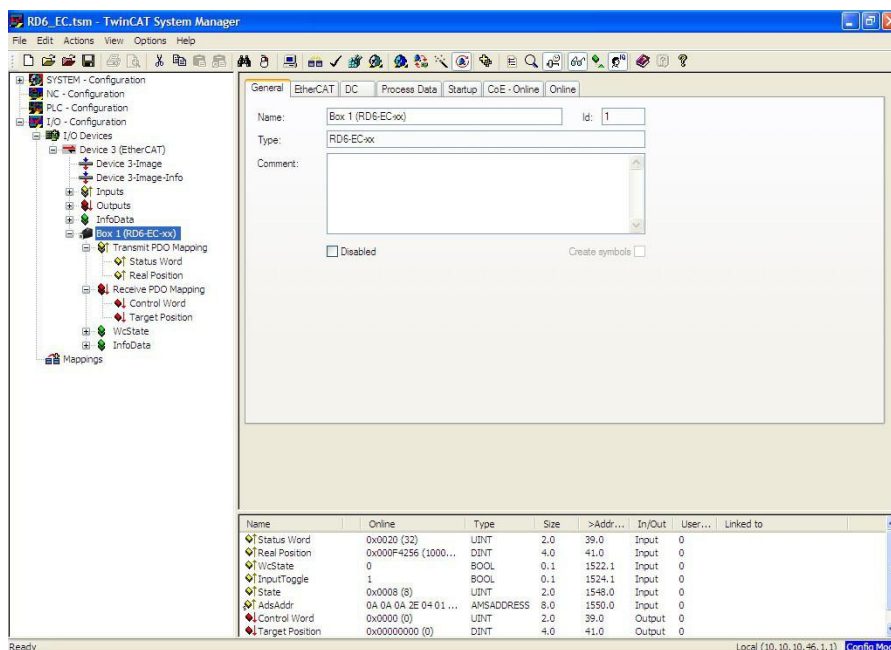 RD6_EC.tsm - TwinCAT System Manager
File Edit Actions View Options Help
SYSTEM - Configuration
NC - Configuration
PLC - Configuration
I/O - Configuration
I/O Devices
Device 3 (EtherCAT)
Device 3-Image
Device 3-Image-Info
Inputs
Outputs
InfoData
Box 1 (RD6-EC-xx)
Transmit PDO Mapping
Status Word
Real Position
Receive PDO Mapping
Control Word
Target Position
WcState
InfoData
Mappings
General EtherCAT DC Process Data Startup CoE - Online Online
Name: Box 1 (RD6-EC-xx) Id: 1
Type: RD6-EC-xx
Comment:
Disabled Create symbols
Name Online Type Size >Addr... In/Out User... Linked to
Status Word 0x0020 (32) UINT 2.0 39.0 Input 0
Real Position 0x000F4256 (1000... DINT 4.0 41.0 Input 0
WcState 0 BOOL 0.1 1522.1 Input 0
InputToggle 1 BOOL 0.1 1524.1 Input 0
State 0x0008 (8) UINT 2.0 1548.0 Input 0
AdsAddr 0A 0A 0A 2E 04 01 ... AMSADDRESS 8.0 1550.0 Input 0
Control Word 0x0000 (0) UINT 2.0 39.0 Output 0
Target Position 0x00000000 (0) DINT 4.0 41.0 Output 0
Ready Local (10.10.10.46.1.1) Config Mod